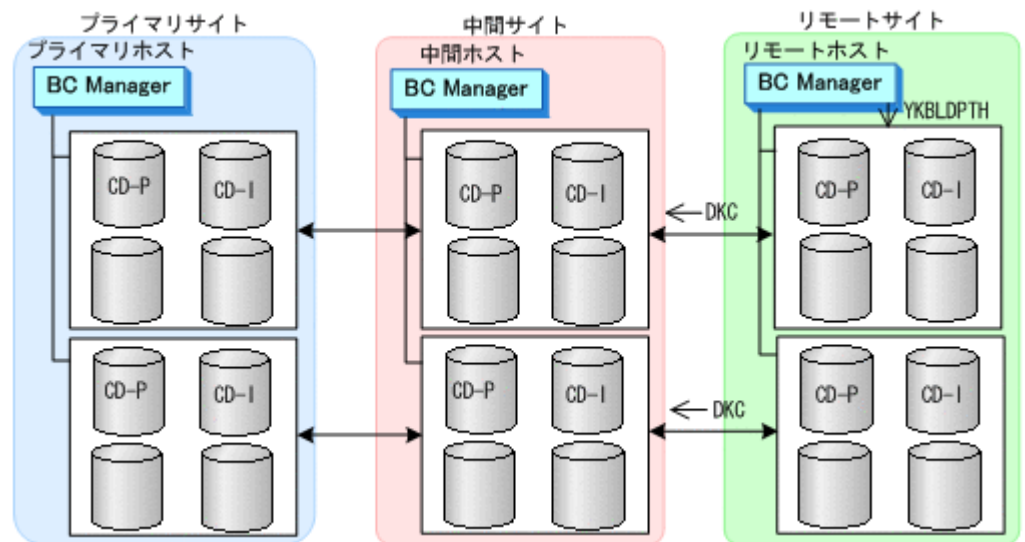 プライマリサイト
プライマリホスト
BC Manager
CD-P
CD-I
CD-P
CD-I
中間サイト
中間ホスト
BC Manager
CD-P
CD-I
←DKC
CD-P
CD-I
←DKC
リモートサイト
リモートホスト
BC Manager
↓YKBLDPTH
CD-P
CD-I
CD-P
CD-I